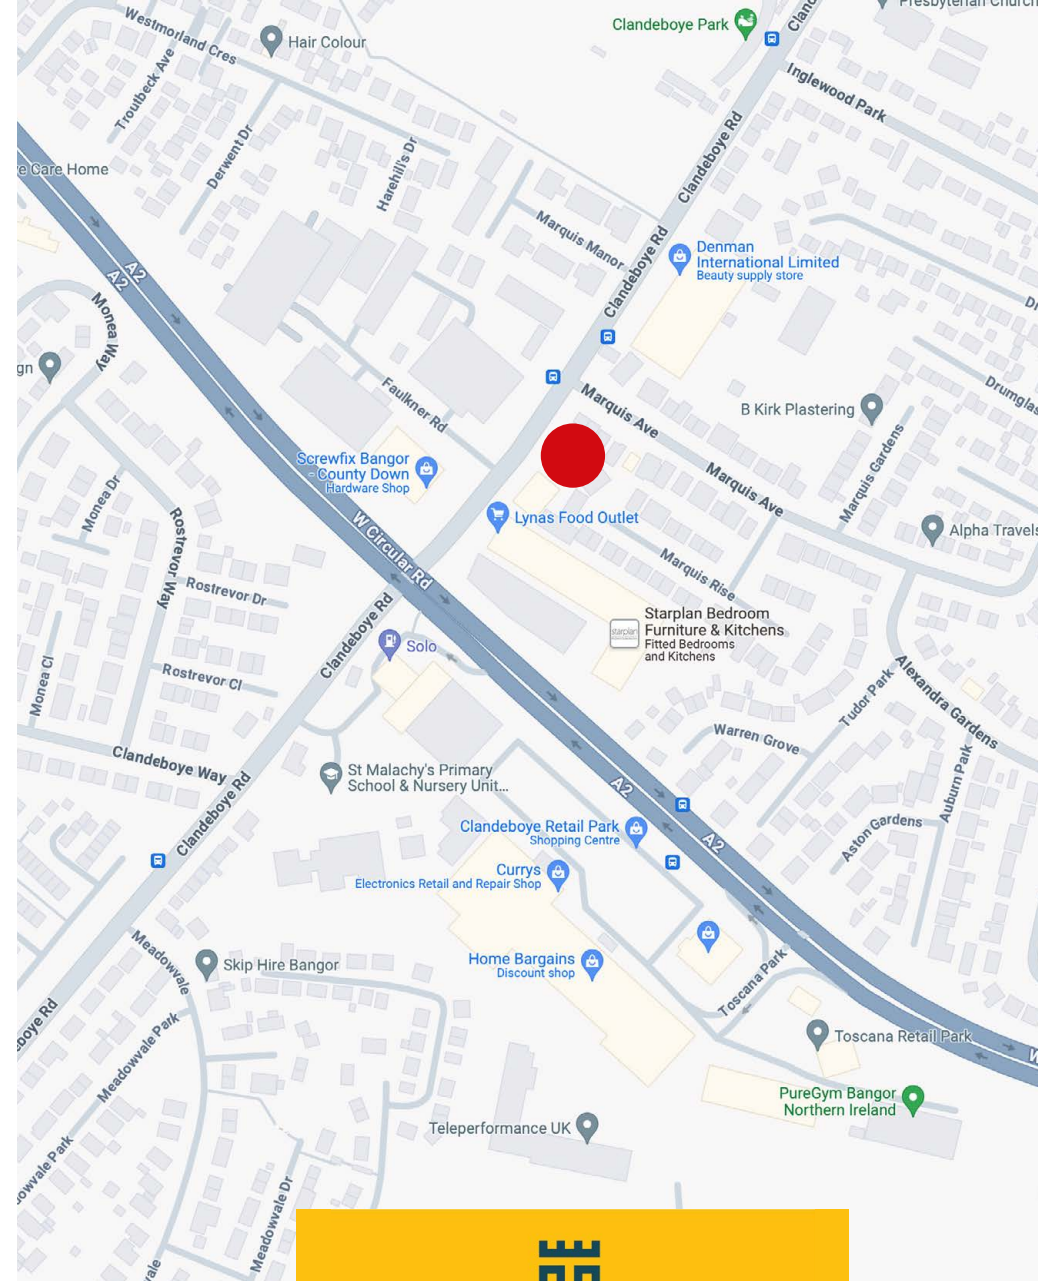 Presbyterian Church
Clandeboye Park
Westmorland Cres
Hair Colour
Troutbeck Ave
Inglewood Park
Clandeboye Rd
Derwent Dr
Harehill's Dr
Care Home
Marquis Manor
Clandeboye Rd
Denman
International Limited
Beauty supply store
A2
A2
Monea Way
Faulkner Rd
Marquis Ave
B Kirk Plastering
Marquis Gardens
Screwfix Bangor
- County Down
Hardware Shop
Marquis Ave
Monea Dr
Rostrevor Way
W Circular Rd
Lynas Food Outlet
Alpha Travels
Marquis Rise
Rostrevor Dr
Clandeboye Rd
Solo
Starplan Bedroom
Furniture & Kitchens
Fitted Bedrooms
and Kitchens
starplan
Monea Cl
Rostrevor Cl
Tudor Park
Alexandra Gardens
Warren Grove
Clandeboye Way
Clandeboye Rd
St Malachy's Primary
School & Nursery Unit...
A2
Auburn Park
Aston Gardens
Clandeboye Retail Park
Shopping Centre
A2
Currys
Electronics Retail and Repair Shop
Meadowvale
Skip Hire Bangor
Home Bargains
Discount shop
Toscana Park
Toscana Retail Park
Meadowvale Park
PureGym Bangor
Northern Ireland
Teleperformance UK
Meadowvale Dr